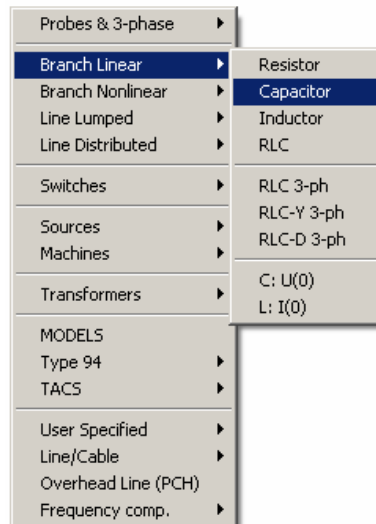 Probes & 3-phase
Branch Linear
Branch Nonlinear
Line Lumped
Line Distributed
Switches
Sources
Machines
Transformers
MODELS
Type 94
TACS
User Specified
Line/Cable
Overhead Line (PCH)
Frequency comp.
Resistor
Capacitor
Inductor
RLC
RLC 3-ph
RLC-Y 3-ph
RLC-D 3-ph
C: U(0)
L: I(0)